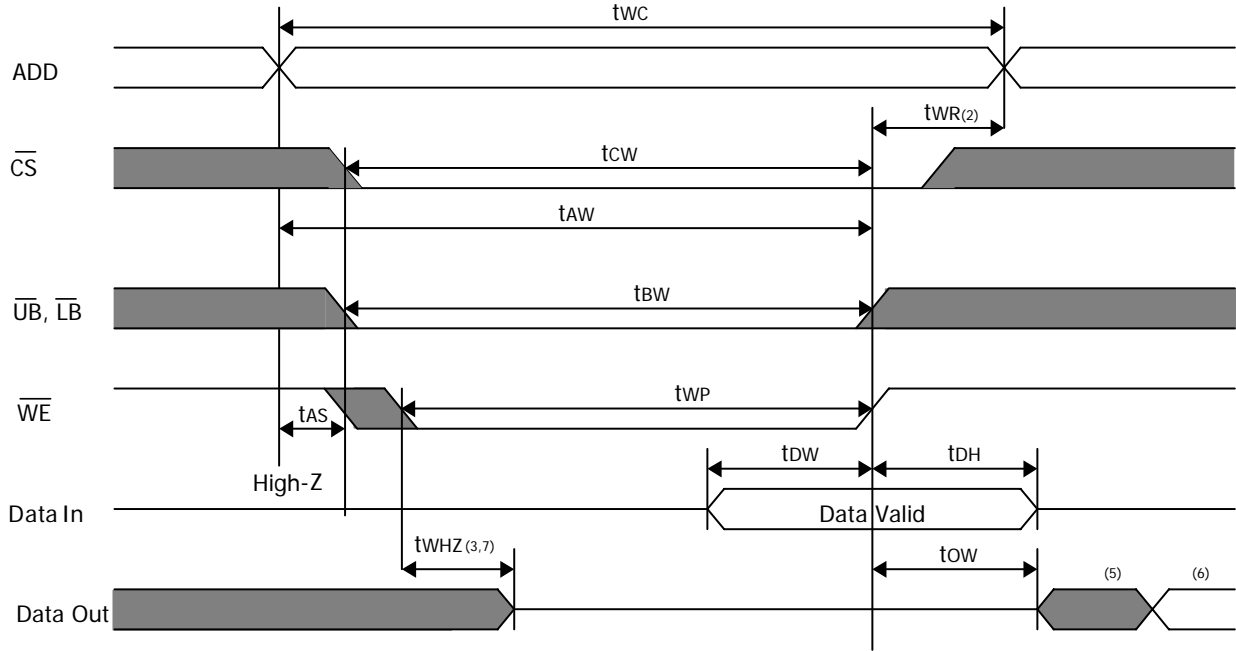 tWC
ADD
tWR(2)
CS
tCW
tAW
UB, LB
tBW
WE
tWP
tAS
tDW
tDH
High-Z
Data In
Data Valid
tWHZ (3,7)
tOW
(5)
(6)
Data Out